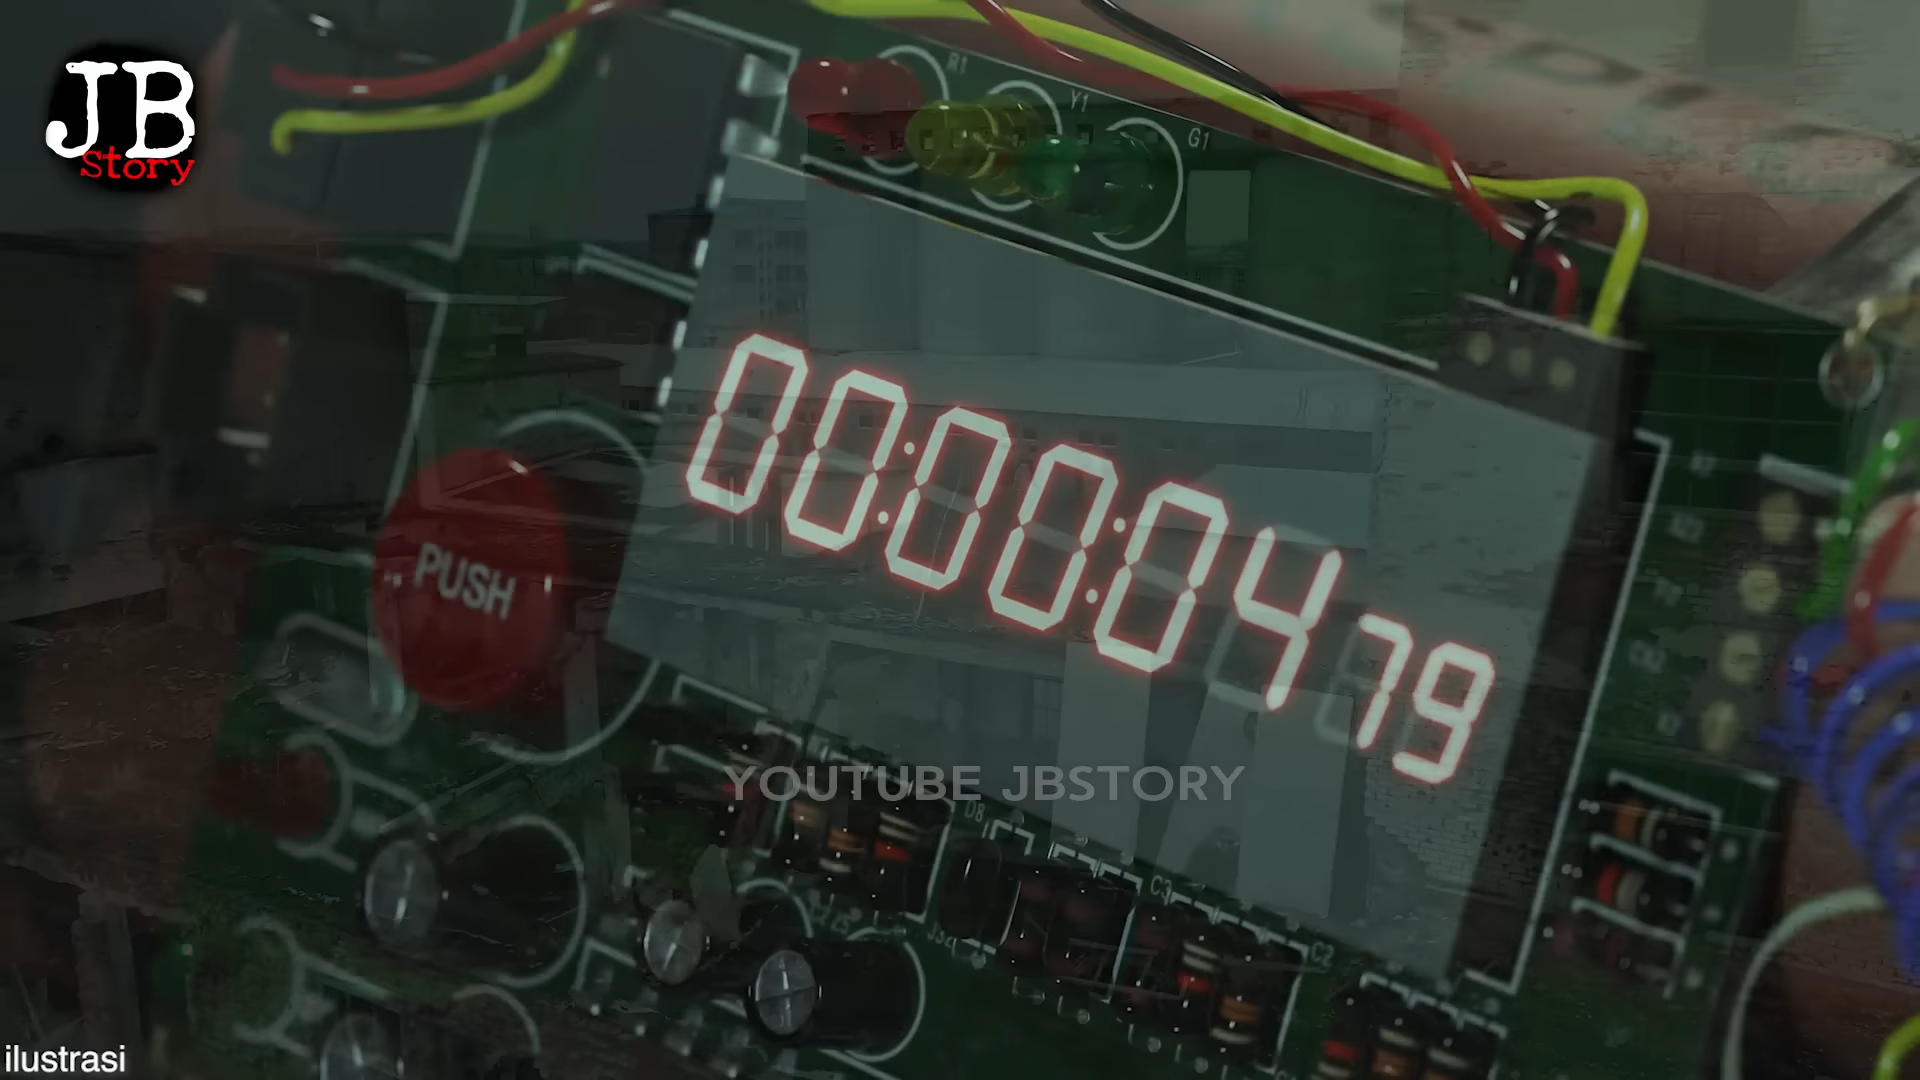 JB
Story
R1
Y1
G1
00:00:04 79
PUSH
YOUTUBE JBSTORY
D8
C3
C2
ilustrasi